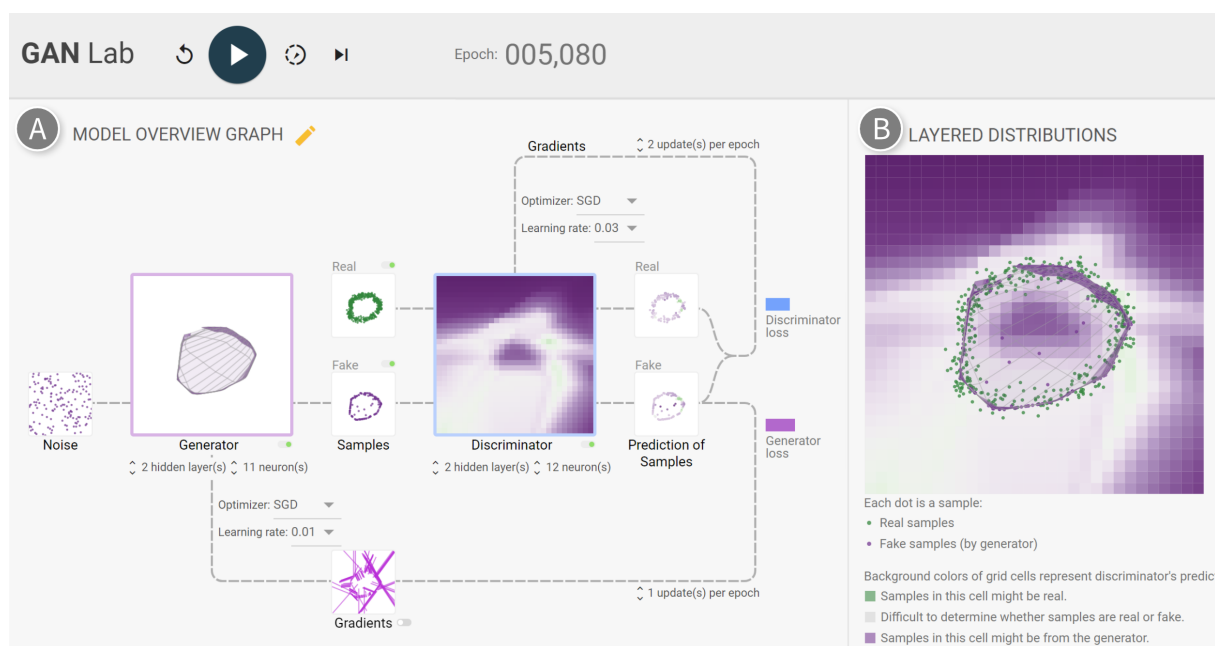 GAN Lab
Epoch: 005,080
A MODEL OVERVIEW GRAPH
Gradients
2 update(s) per epoch
Optimizer: SGD
Learning rate: 0.03
Real
Real
Discriminator
loss
Fake
Fake
Noise
Generator
Samples
Discriminator
Prediction of
Samples
Generator
loss
2 hidden layer(s) 11 neuron(s)
2 hidden layer(s) 12 neuron(s)
Optimizer: SGD
Learning rate: 0.01
1 update(s) per epoch
Gradients
B LAYERED DISTRIBUTIONS
Each dot is a sample:
Real samples
Fake samples (by generator)
Background colors of grid cells represent discriminator's predic
Samples in this cell might be real.
Difficult to determine whether samples are real or fake.
Samples in this cell might be from the generator.